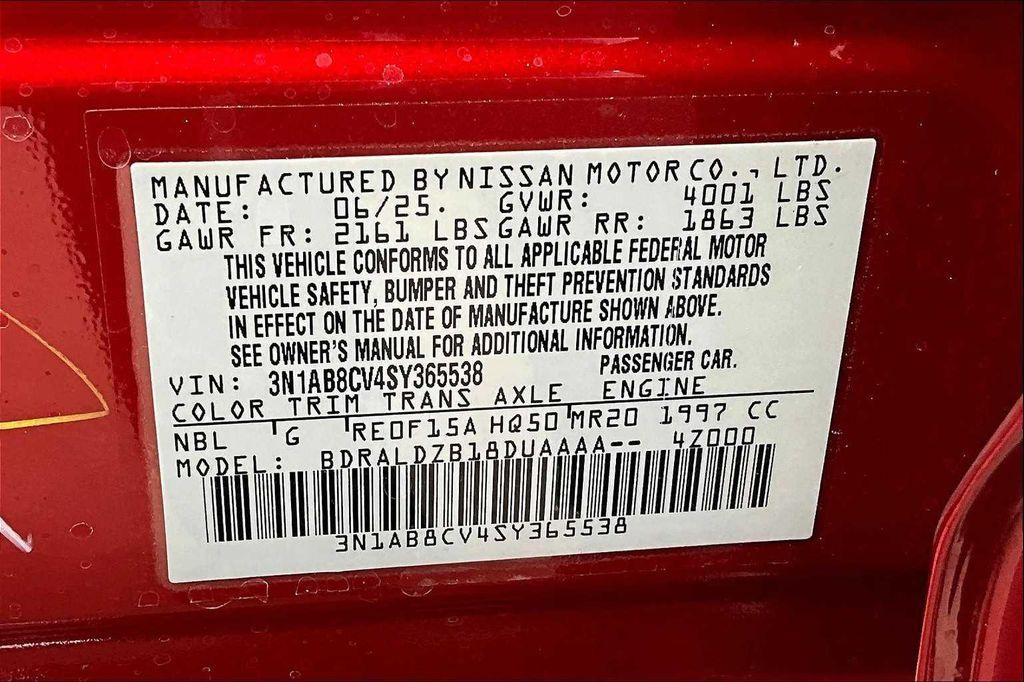 MANUFACTURED BY NISSAN MOTOR CO., LTD.
DATE: 06/25. GVWR: 4001 LBS
GAWR FR: 2161 LBS GAWR RR: 1863 LBS
THIS VEHICLE CONFORMS TO ALL APPLICABLE FEDERAL MOTOR
VEHICLE SAFETY, BUMPER AND THEFT PREVENTION STANDARDS
IN EFFECT ON THE DATE OF MANUFACTURE SHOWN ABOVE.
SEE OWNER'S MANUAL FOR ADDITIONAL INFORMATION.
VIN: 3N1AB8CV4SY365538 PASSENGER CAR.
COLOR TRIM TRANS AXLE ENGINE
NBL G RE0F15A HQ50 MR20 1997 CC
MODEL: BDRALDZB18DUAAAA-- 4Z000
3N1AB8CV4SY365538